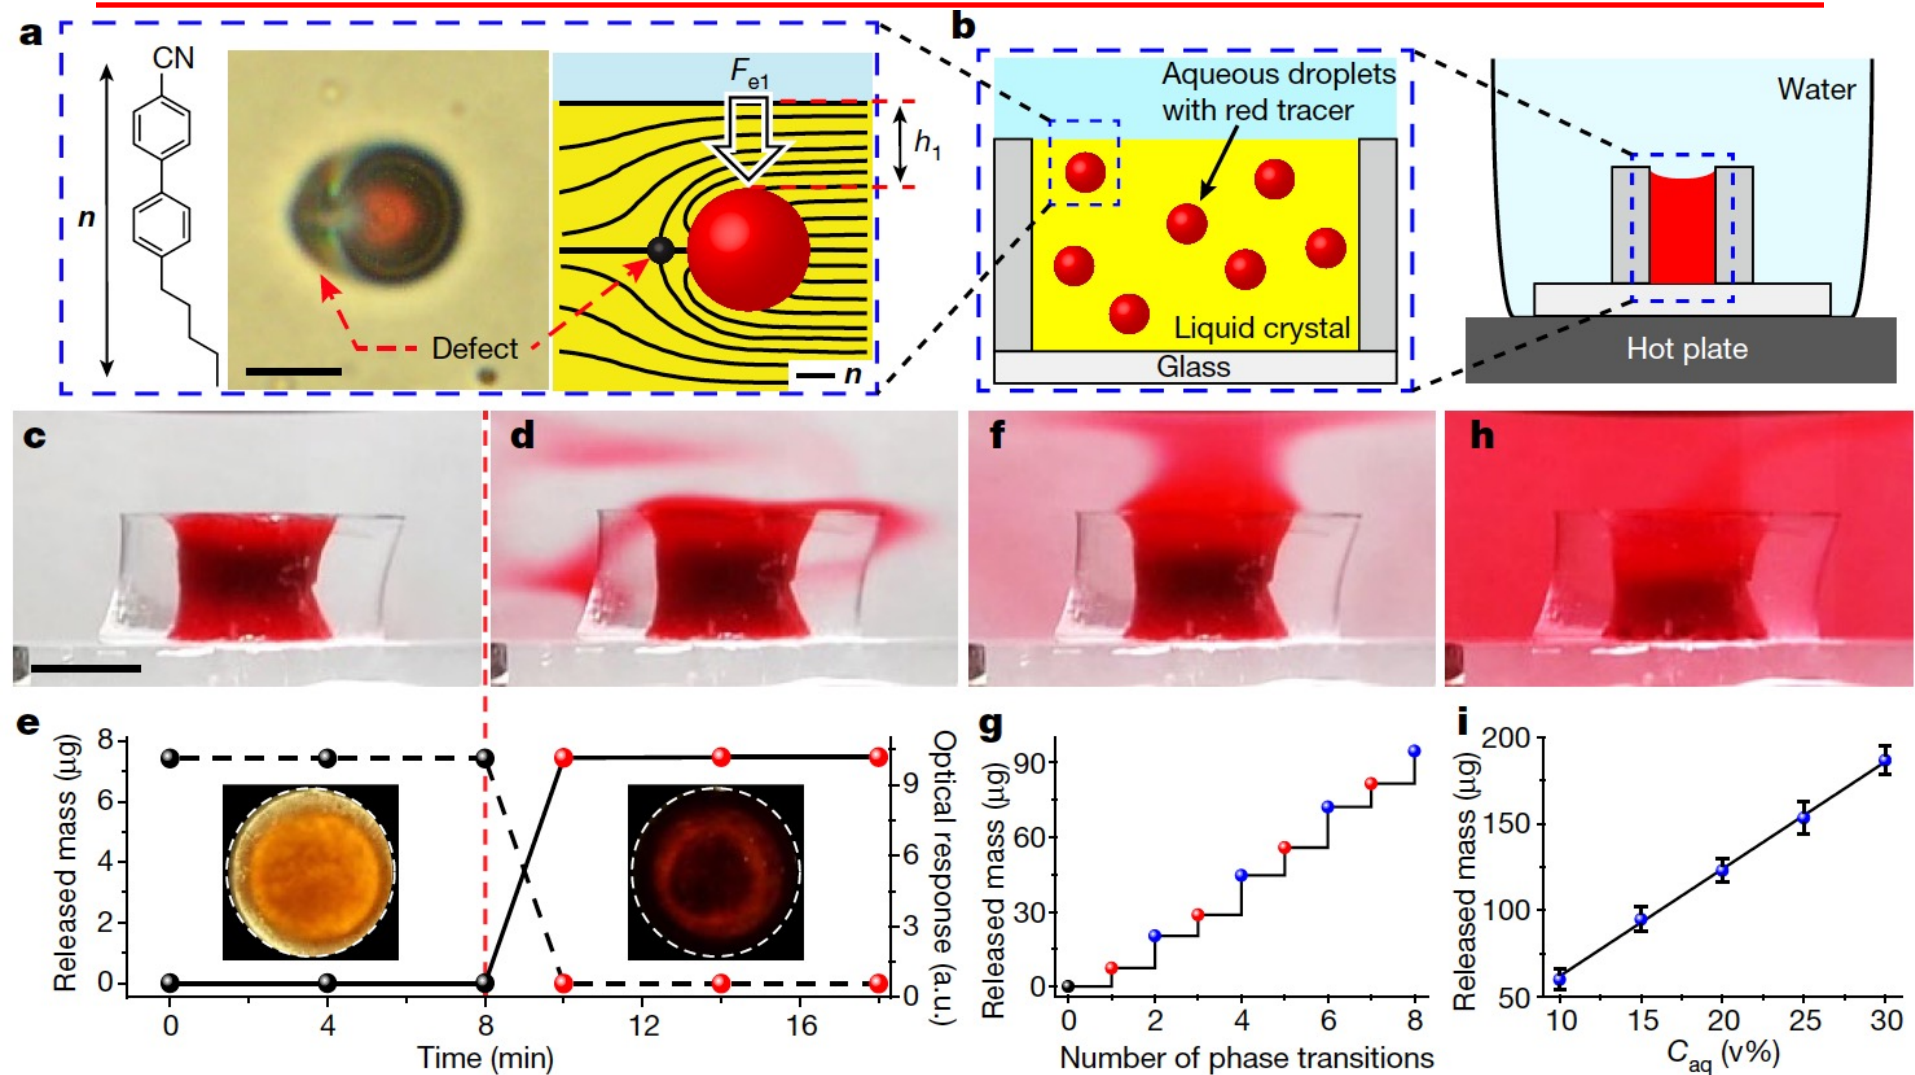 a
CN
n
F_e1
h_1
Defect
n
b
Aqueous droplets
with red tracer
Liquid crystal
Glass
Water
Hot plate
c
d
f
h
e
Released mass (μg)
8
6
4
2
0
Optical response (a.u.)
9
6
3
0
0 4 8 12 16
Time (min)
g
Released mass (μg)
90
60
30
0
0 2 4 6 8
Number of phase transitions
i
Released mass (μg)
200
150
100
50
10 15 20 25 30
C_aq (v%)